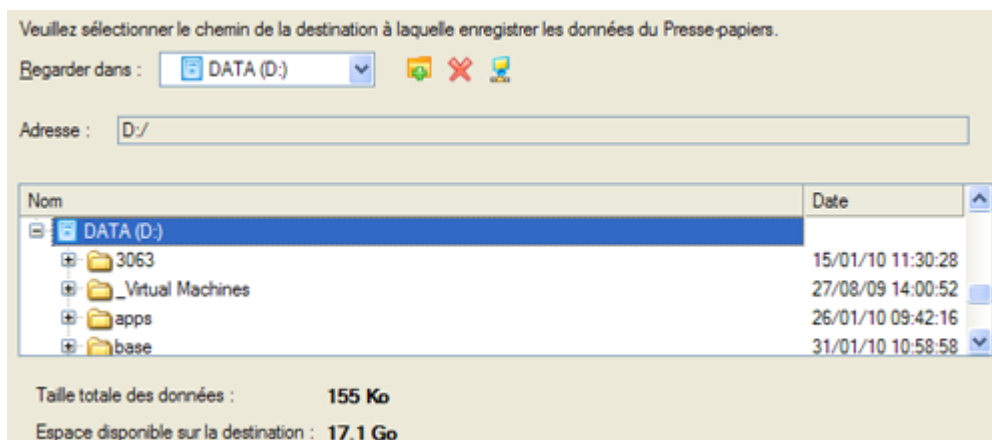 Veuillez sélectionner le chemin de la destination à laquelle enregistrer les données du Presse-papiers.
Regarder dans : DATA (D:)
Adresse : D:/
Nom Date
DATA (D:)
3063 15/01/10 11:30:28
_Virtual Machines 27/08/09 14:00:52
apps 26/01/10 09:42:16
base 31/01/10 10:58:58
Taille totale des données : 155 Ko
Espace disponible sur la destination : 17,1 Go